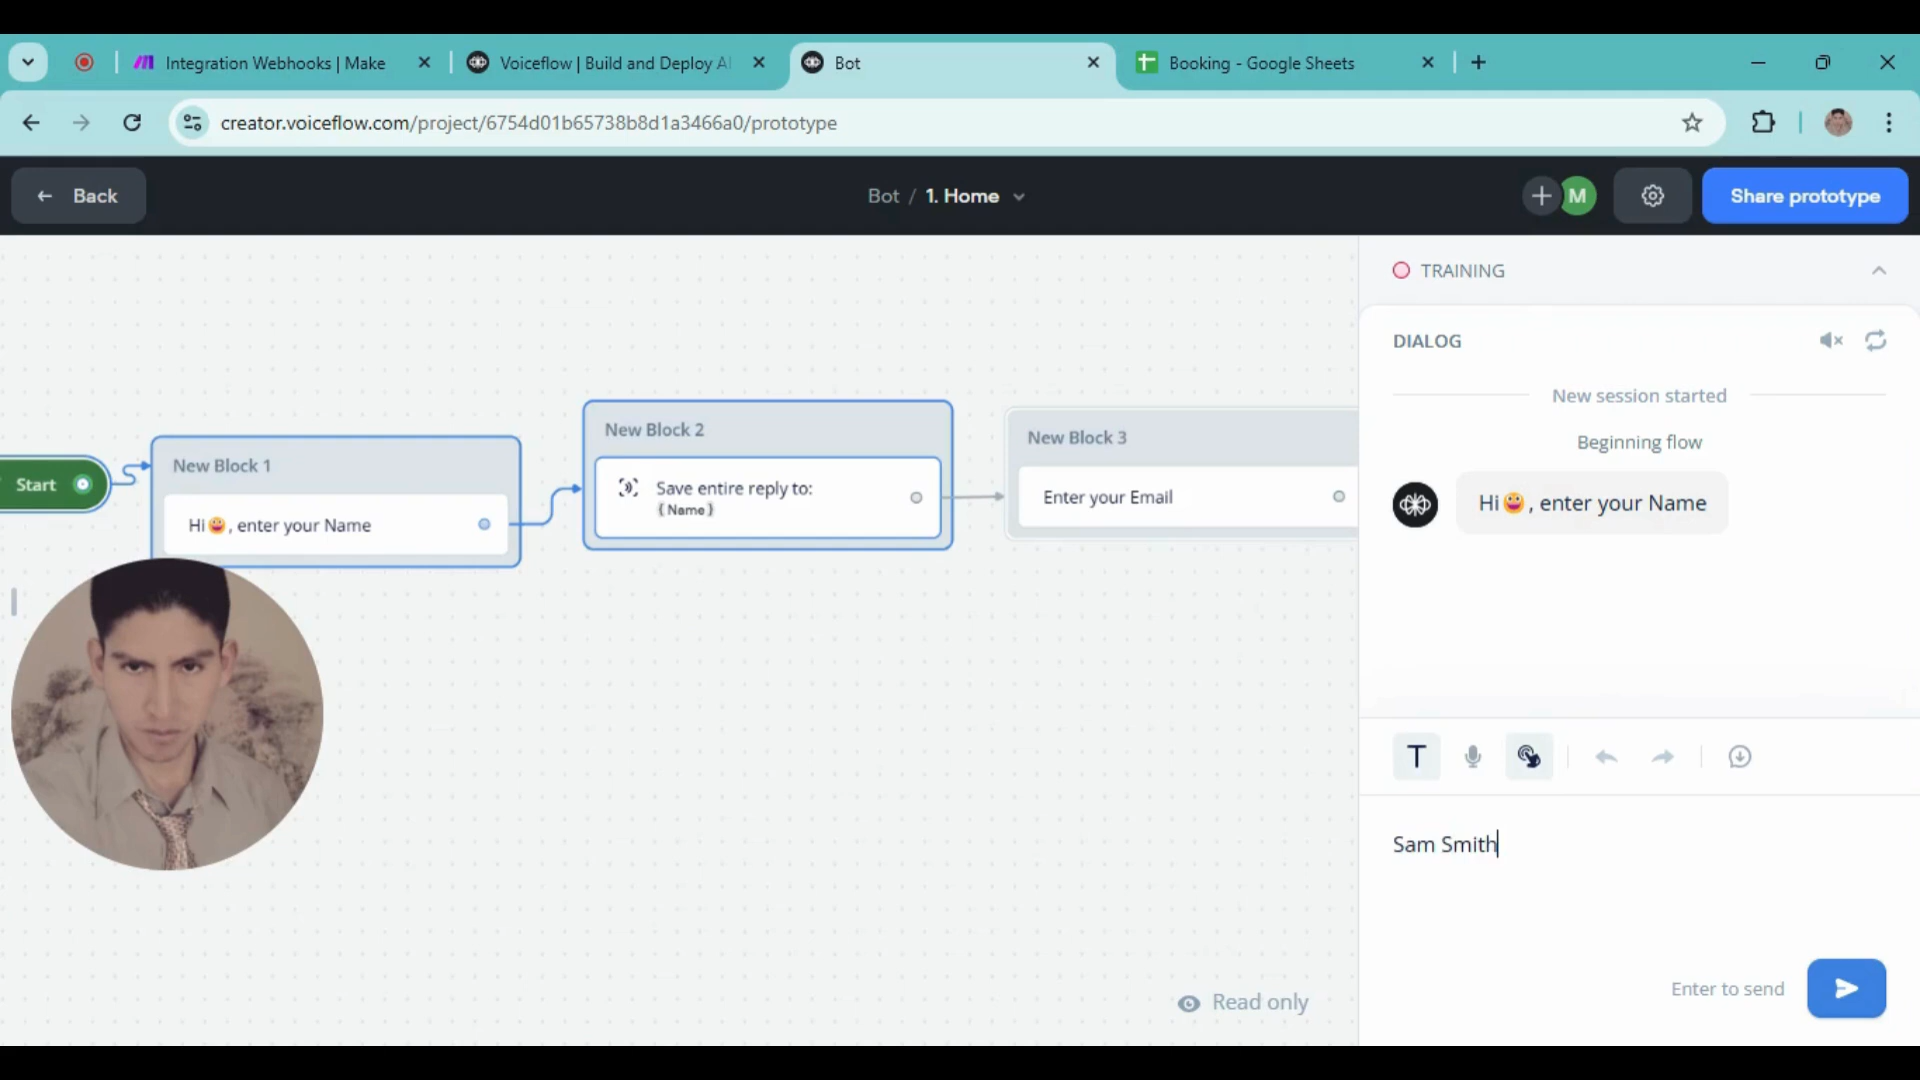 Integration Webhooks | Make
Voiceflow | Build and Deploy AI
Bot
Booking - Google Sheets
creator.voiceflow.com/project/6754d01b65738b8d1a3466a0/prototype
Back
Bot / 1. Home
M
Share prototype
TRAINING
DIALOG
New session started
Beginning flow
Hi😀, enter your Name
Start
New Block 1
Hi😀, enter your Name
New Block 2
Save entire reply to:
{Name}
New Block 3
Enter your Email
T
Sam Smith
Enter to send
Read only